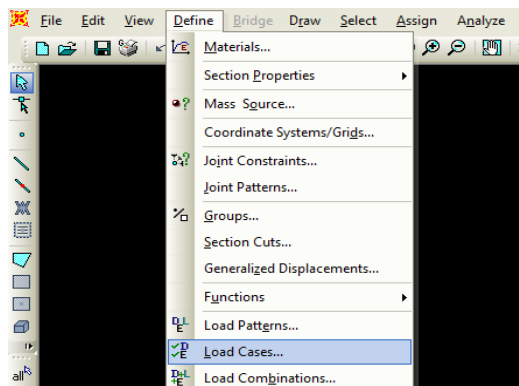 File Edit View Define Bridge Draw Select Assign Analyze
Materials...
Section Properties
Mass Source...
Coordinate Systems/Grids...
Joint Constraints...
Joint Patterns...
Groups...
Section Cuts...
Generalized Displacements...
Functions
Load Patterns...
Load Cases...
Load Combinations...
all